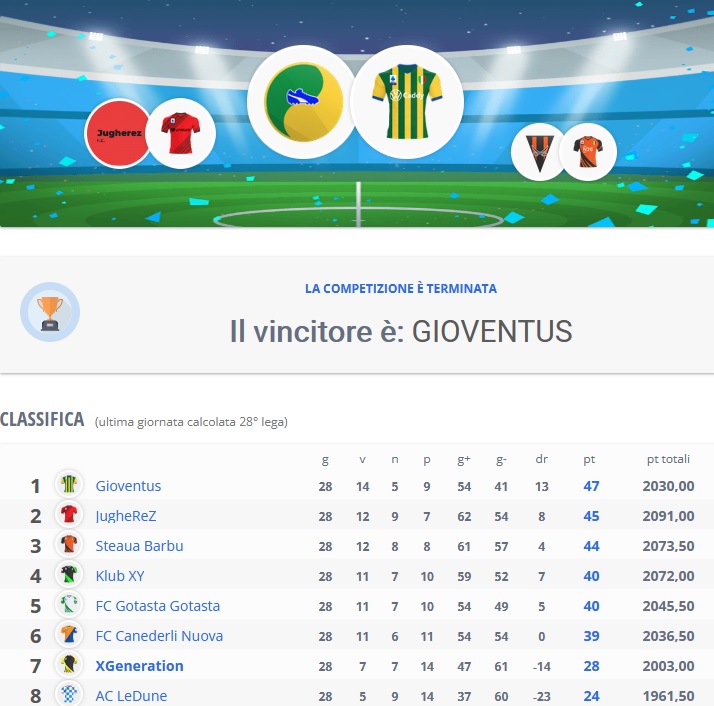 Jugherez
Caddy
LA COMPETIZIONE È TERMINATA
Il vincitore è: GIOVENTUS
CLASSIFICA (ultima giornata calcolata 28° lega)
g v n p g+ g- dr pt pt totali
1 Gioventus 28 14 5 9 54 41 13 47 2030,00
2 JugheReZ 28 12 9 7 62 54 8 45 2091,00
3 Steaua Barbu 28 12 8 8 61 57 4 44 2073,50
4 Klub XY 28 11 7 10 59 52 7 40 2072,00
5 FC Gotasta Gotasta 28 11 7 10 54 49 5 40 2045,50
6 FC Canederli Nuova 28 11 6 11 54 54 0 39 2036,50
7 XGeneration 28 7 7 14 47 61 -14 28 2003,00
8 AC LeDune 28 5 9 14 37 60 -23 24 1961,50